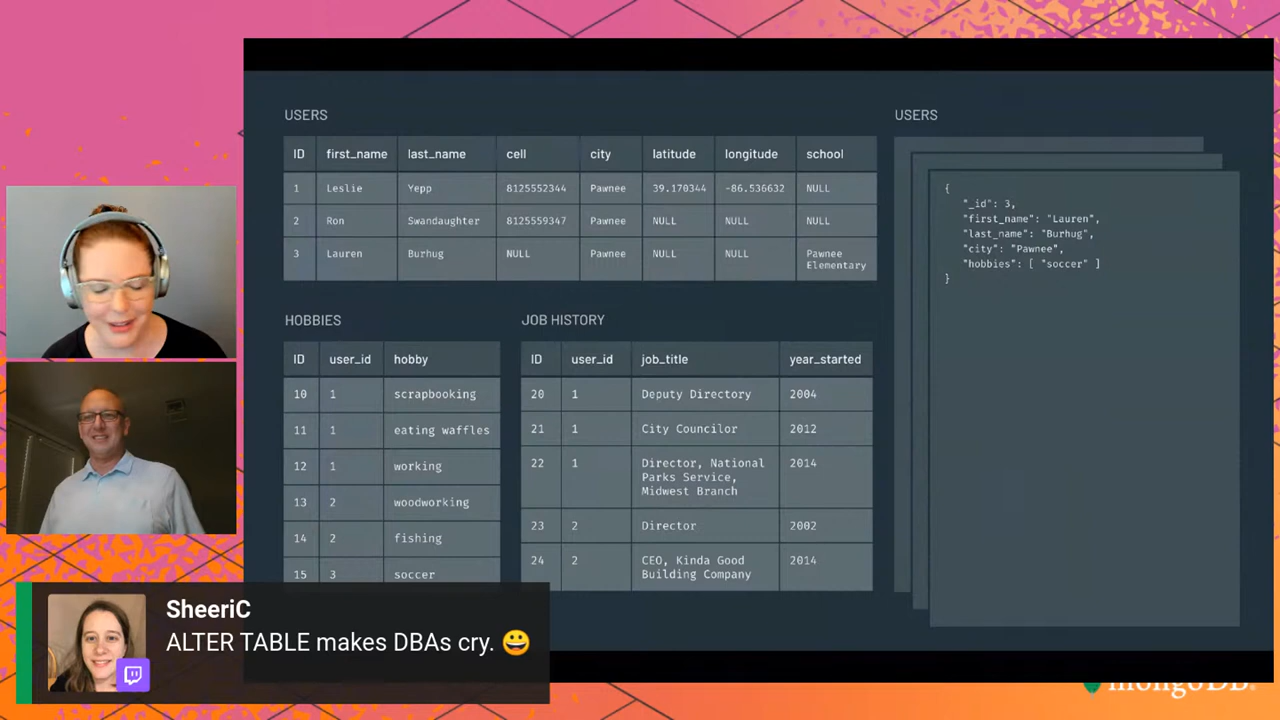 USERS
ID first_name last_name cell city latitude longitude school
1 Leslie Yepp 8125552344 Pawnee 39.170344 -86.536632 NULL
2 Ron Swandaughter 8125559347 Pawnee NULL NULL NULL
3 Lauren Burhug NULL Pawnee NULL NULL Pawnee
Elementary
HOBBIES
ID user_id hobby
10 1 scrapbooking
11 1 eating waffles
12 1 working
13 2 woodworking
14 2 fishing
15 3 soccer
JOB HISTORY
ID user_id job_title year_started
20 1 Deputy Directory 2004
21 1 City Councilor 2012
22 1 Director, National 2014
Parks Service,
Midwest Branch
23 2 Director 2002
24 2 CEO, Kinda Good 2014
Building Company
USERS
{
"_id": 3,
"first_name": "Lauren",
"last_name": "Burhug",
"city": "Pawnee",
"hobbies": [ "soccer" ]
}
SheeriC
ALTER TABLE makes DBAs cry. 😀
mongoDB.